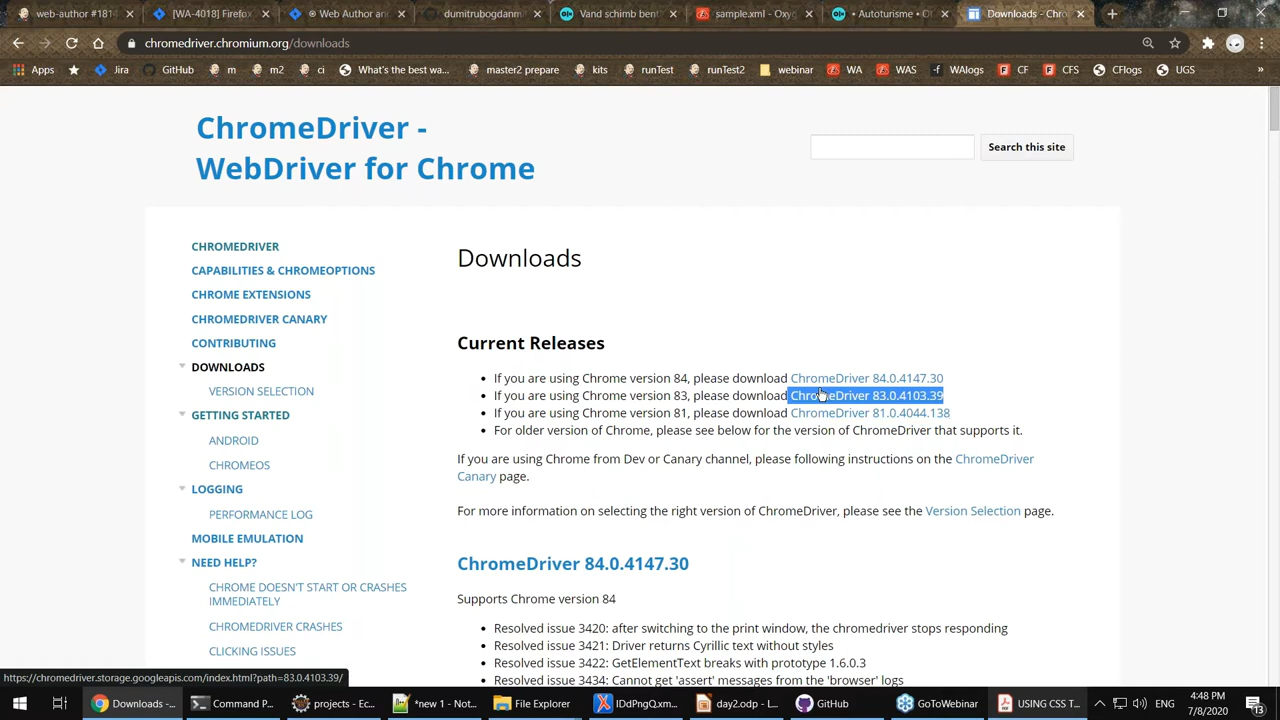 web-author #1814
[WA-4018] Firefox
Web Author an
dumitrubogdanm
Vand schimb ben
sample.xml - Oxyg
• Autoturisme • O
Downloads - Chro
chromedriver.chromium.org/downloads
Apps
Jira
GitHub
m
m2
ci
What's the best wa...
master2 prepare
kits
runTest
runTest2
webinar
WA
WAS
WAlogs
CF
CFS
CFlogs
UGS
»
ChromeDriver -
WebDriver for Chrome
Search this site
CHROMEDRIVER
CAPABILITIES & CHROMEOPTIONS
CHROME EXTENSIONS
CHROMEDRIVER CANARY
CONTRIBUTING
DOWNLOADS
VERSION SELECTION
GETTING STARTED
ANDROID
CHROMEOS
LOGGING
PERFORMANCE LOG
MOBILE EMULATION
NEED HELP?
CHROME DOESN'T START OR CRASHES
IMMEDIATELY
CHROMEDRIVER CRASHES
CLICKING ISSUES
Downloads
Current Releases
• If you are using Chrome version 84, please download ChromeDriver 84.0.4147.30
• If you are using Chrome version 83, please download ChromeDriver 83.0.4103.39
• If you are using Chrome version 81, please download ChromeDriver 81.0.4044.138
• For older version of Chrome, please see below for the version of ChromeDriver that supports it.
If you are using Chrome from Dev or Canary channel, please following instructions on the ChromeDriver
Canary page.
For more information on selecting the right version of ChromeDriver, please see the Version Selection page.
ChromeDriver 84.0.4147.30
Supports Chrome version 84
• Resolved issue 3420: after switching to the print window, the chromedriver stops responding
• Resolved issue 3421: Driver returns Cyrillic text without styles
• Resolved issue 3422: GetElementText breaks with prototype 1.6.0.3
• Resolved issue 3434: Cannot get 'assert' messages from the 'browser' logs
https://chromedriver.storage.googleapis.com/index.html?path=83.0.4103.39/
Downloads -...
Command P...
projects - Ec...
*new 1 - Not...
File Explorer
IDdPngQ.xm...
day2.odp - L...
GitHub
GoToWebinar
USING CSS T...
4:48 PM
7/8/2020
13